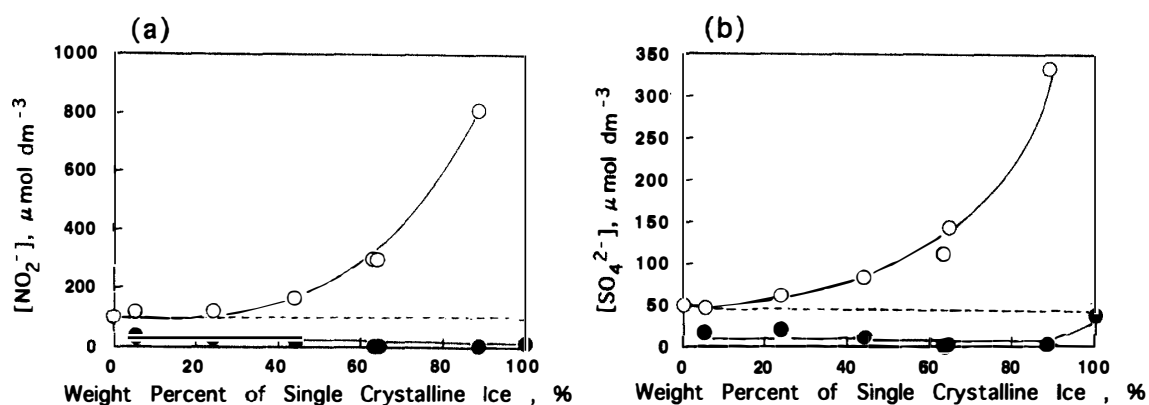 (a)
1000
800
600
400
200
0
[NO₂⁻], μ mol dm⁻³
0 20 40 60 80 100
Weight Percent of Single Crystalline Ice , %
(b)
350
300
250
200
150
100
50
0
[SO₄²⁻], μ mol dm⁻³
0 20 40 60 80 100
Weight Percent of Single Crystalline Ice , %